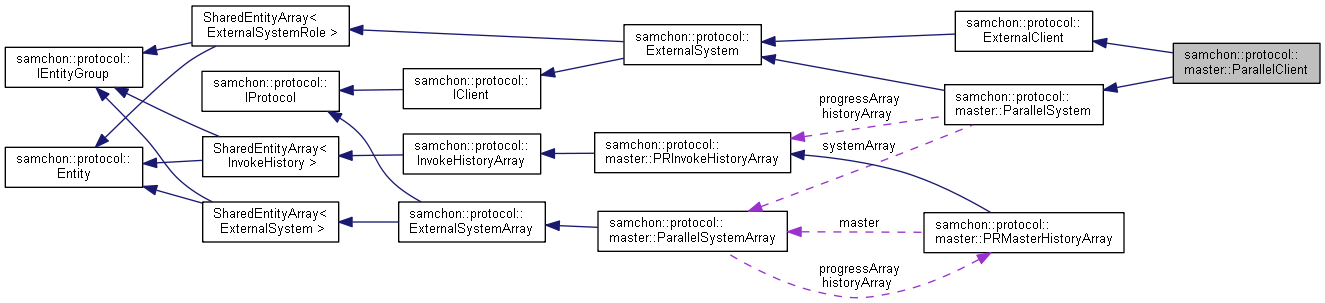 SharedEntityArray<
ExternalSystemRole >
samchon::protocol::
IEntityGroup
samchon::protocol::
IProtocol
samchon::protocol::
Entity
SharedEntityArray<
InvokeHistory >
SharedEntityArray<
ExternalSystem >
samchon::protocol::
ExternalSystem
samchon::protocol::
IClient
samchon::protocol::
InvokeHistoryArray
samchon::protocol::
ExternalSystemArray
samchon::protocol::
master::PRInvokeHistoryArray
samchon::protocol::
master::ParallelSystemArray
progressArray
historyArray
systemArray
master
progressArray
historyArray
samchon::protocol::
ExternalClient
samchon::protocol::
master::ParallelSystem
samchon::protocol::
master::PRMasterHistoryArray
samchon::protocol::
master::ParallelClient